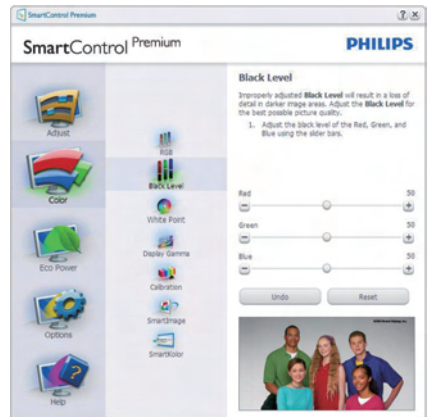 SmartControl Premium
SmartControl Premium
PHILIPS
Adjust
Color
Eco Power
Options
Help
RGB
Black Level
White Point
Display Gamma
Calibration
SmartImage
SmartKolor
Black Level
Improperly adjusted Black Level will result in a loss of
detail in darker image areas. Adjust the Black Level for
the best possible picture quality.
1. Adjust the black level of the Red, Green, and
Blue using the slider bars.
Red 50
Green 50
Blue 50
Undo Reset